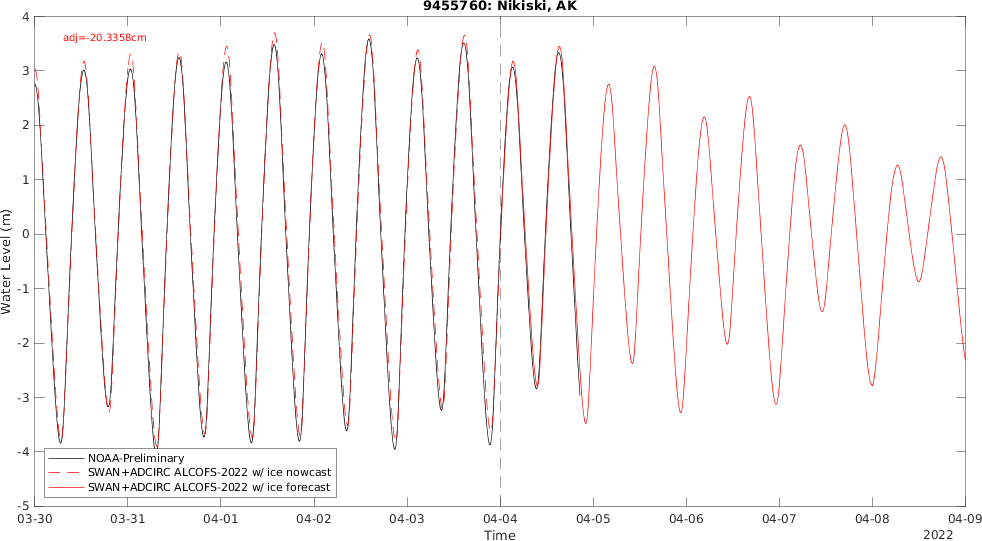 9455760: Nikiski, AK
adj=-20.3358cm
4
3
2
1
0
-1
-2
-3
-4
-5
Water Level (m)
NOAA-Preliminary
SWAN+ADCIRC ALCOFS-2022 w/ ice nowcast
SWAN+ADCIRC ALCOFS-2022 w/ ice forecast
03-30 03-31 04-01 04-02 04-03 04-04 04-05 04-06 04-07 04-08 04-09
Time
2022